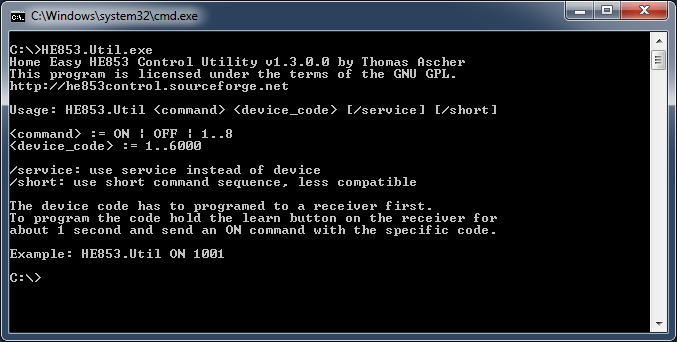 C:\Windows\system32\cmd.exe
C:\>HE853.Util.exe
Home Easy HE853 Control Utility v1.3.0.0 by Thomas Ascher
This program is licensed under the terms of the GNU GPL.
http://he853control.sourceforge.net
Usage: HE853.Util <command> <device_code> [/service] [/short]
<command> := ON ¦ OFF ¦ 1..8
<device_code> := 1..6000
/service: use service instead of device
/short: use short command sequence, less compatible
The device code has to programed to a receiver first.
To program the code hold the learn button on the receiver for
about 1 second and send an ON command with the specific code.
Example: HE853.Util ON 1001
C:\>